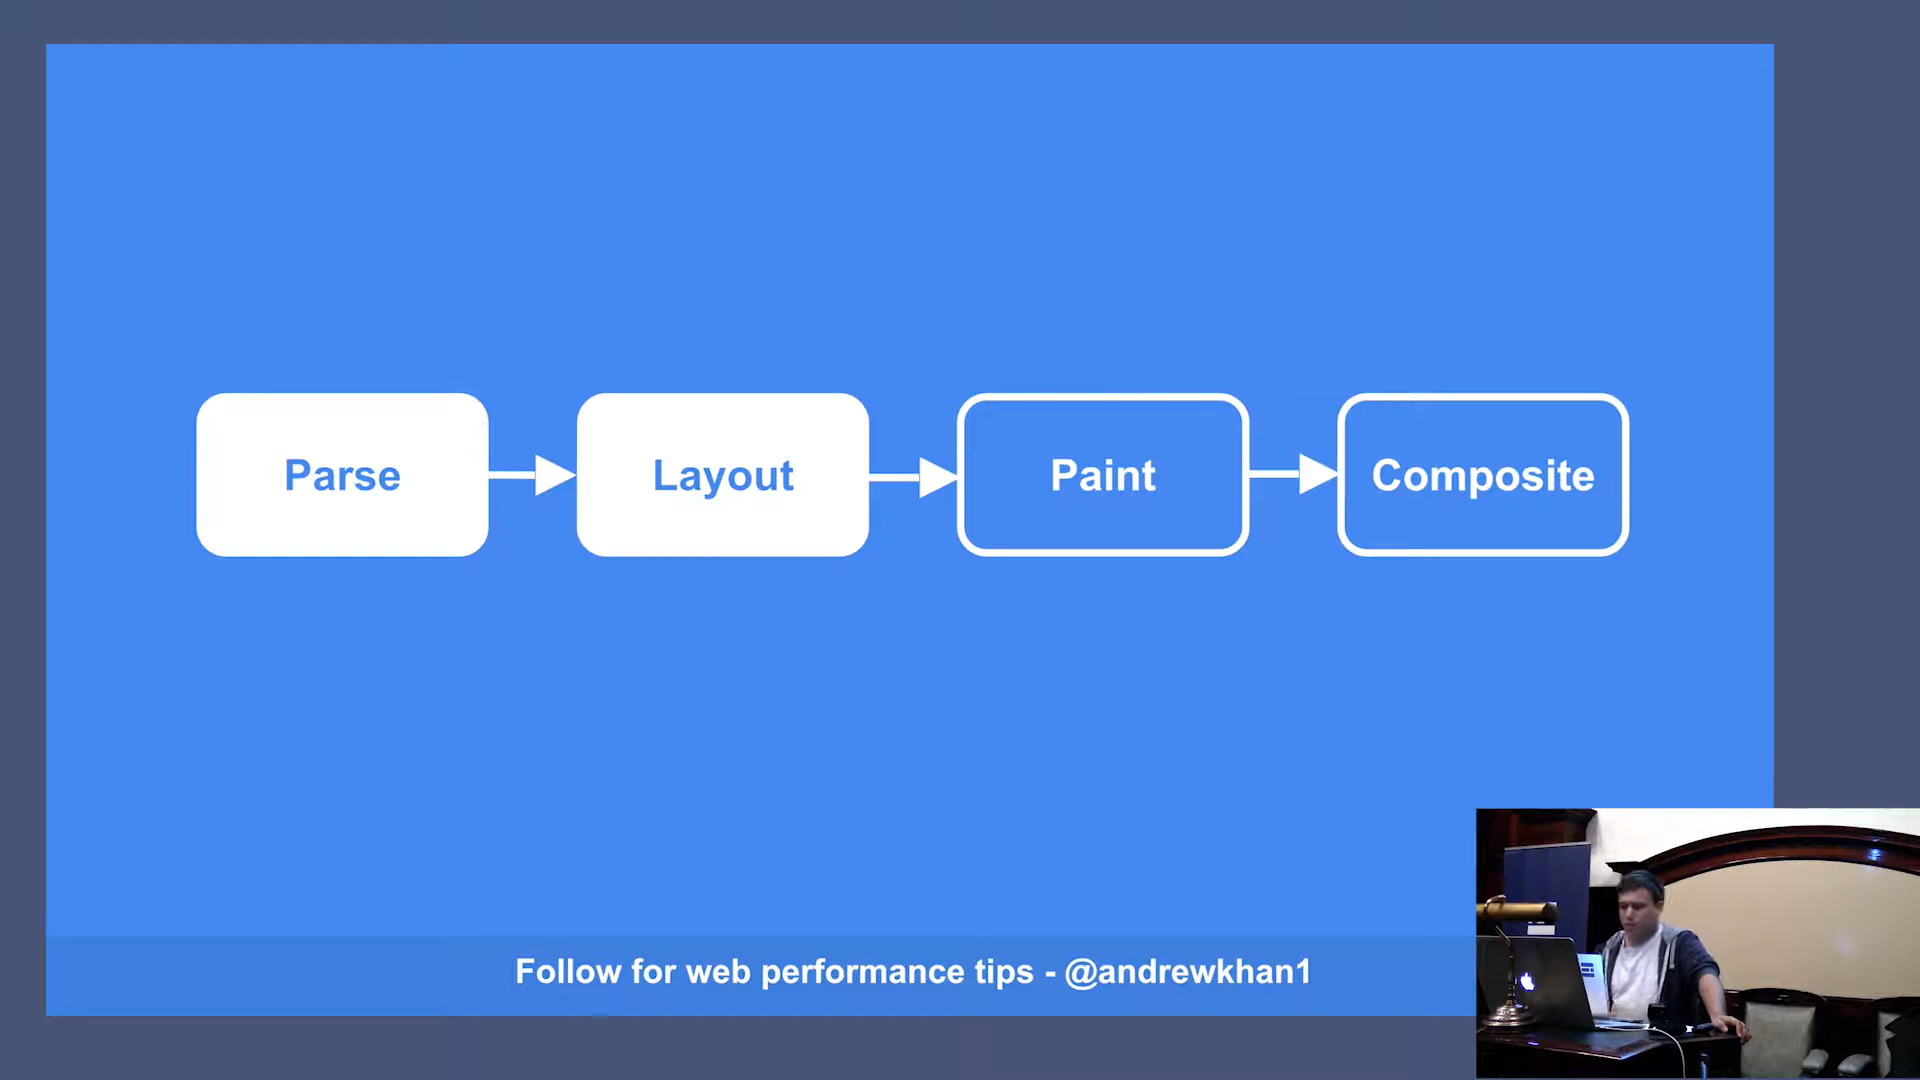 Parse
Layout
Paint
Composite
Follow for web performance tips - @andrewkhan1